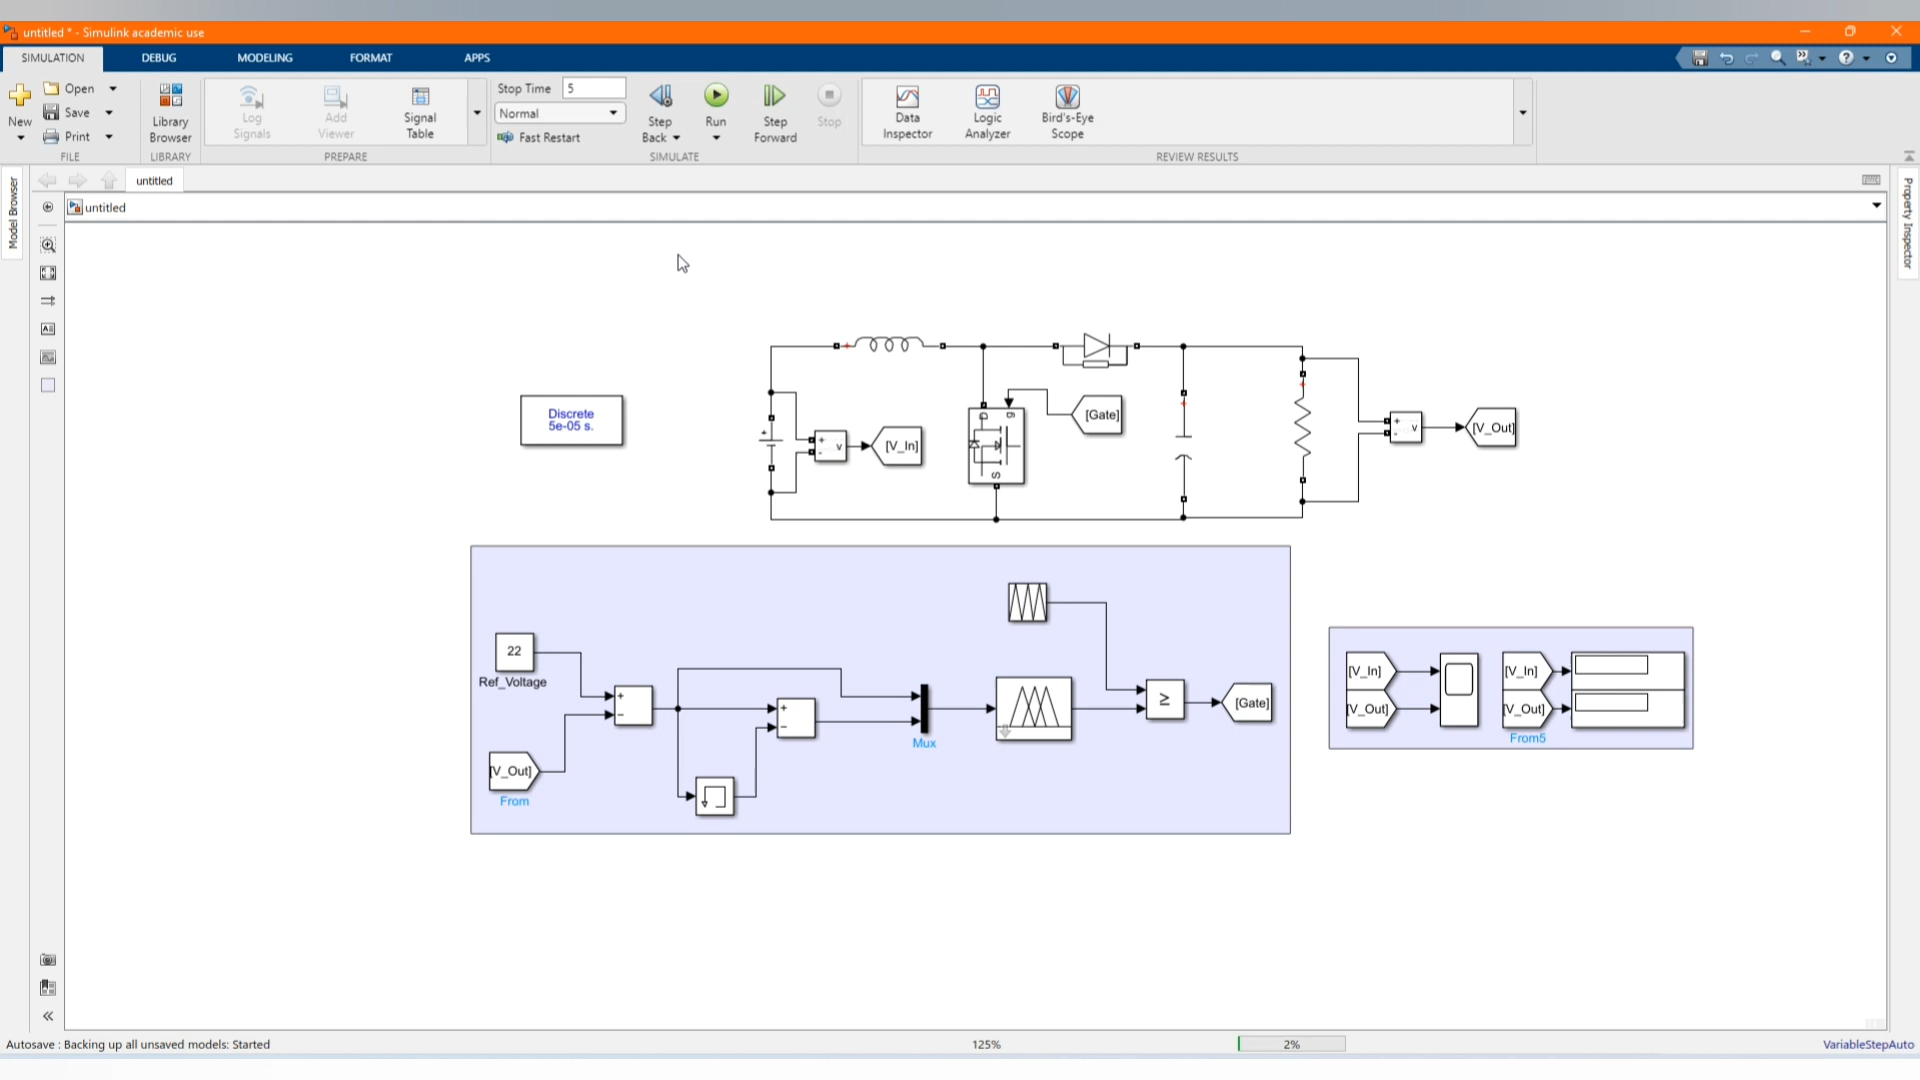 untitled * - Simulink academic use
SIMULATION
DEBUG
MODELING
FORMAT
APPS
New
Open
Save
Print
FILE
Library
Browser
LIBRARY
Log
Signals
Add
Viewer
Signal
Table
PREPARE
Stop Time 5
Normal
Fast Restart
Step
Back
Run
Step
Forward
Stop
SIMULATE
Data
Inspector
Logic
Analyzer
Bird's-Eye
Scope
REVIEW RESULTS
Model Browser
Property Inspector
untitled
untitled
Discrete
5e-05 s.
+
-
v
[V_In]
g
D
S
[Gate]
+
-
v
[V_Out]
22
Ref_Voltage
[V_Out]
From
+
-
+
-
Mux
≥
[Gate]
[V_In]
[V_Out]
[V_In]
[V_Out]
From5
Autosave : Backing up all unsaved models: Started
125%
2%
VariableStepAuto